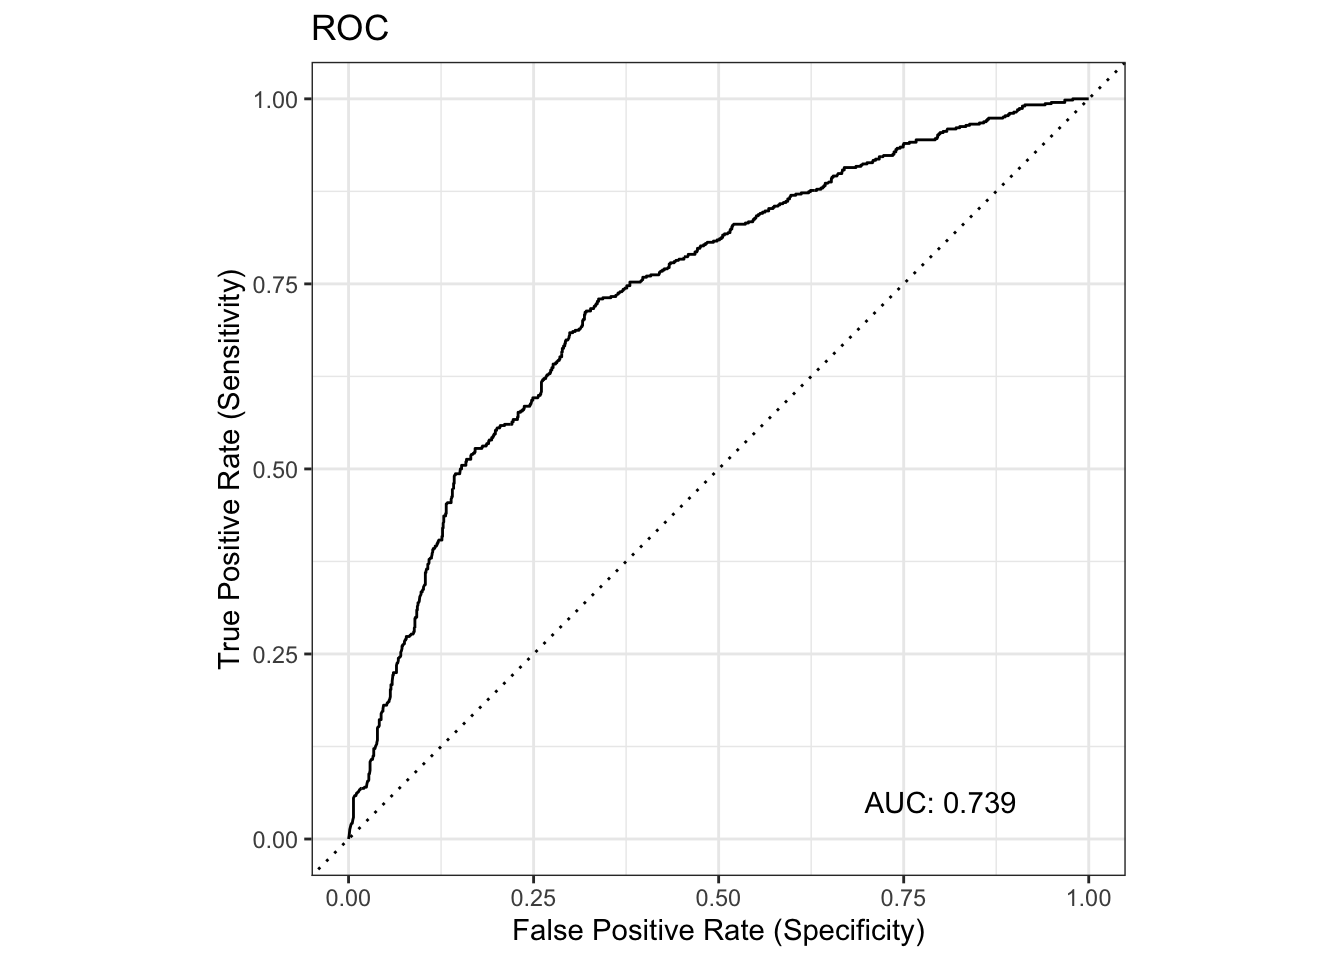 ROC
True Positive Rate (Sensitivity)
1.00
0.75
0.50
0.25
0.00
AUC: 0.739
0.00 0.25 0.50 0.75 1.00
False Positive Rate (Specificity)